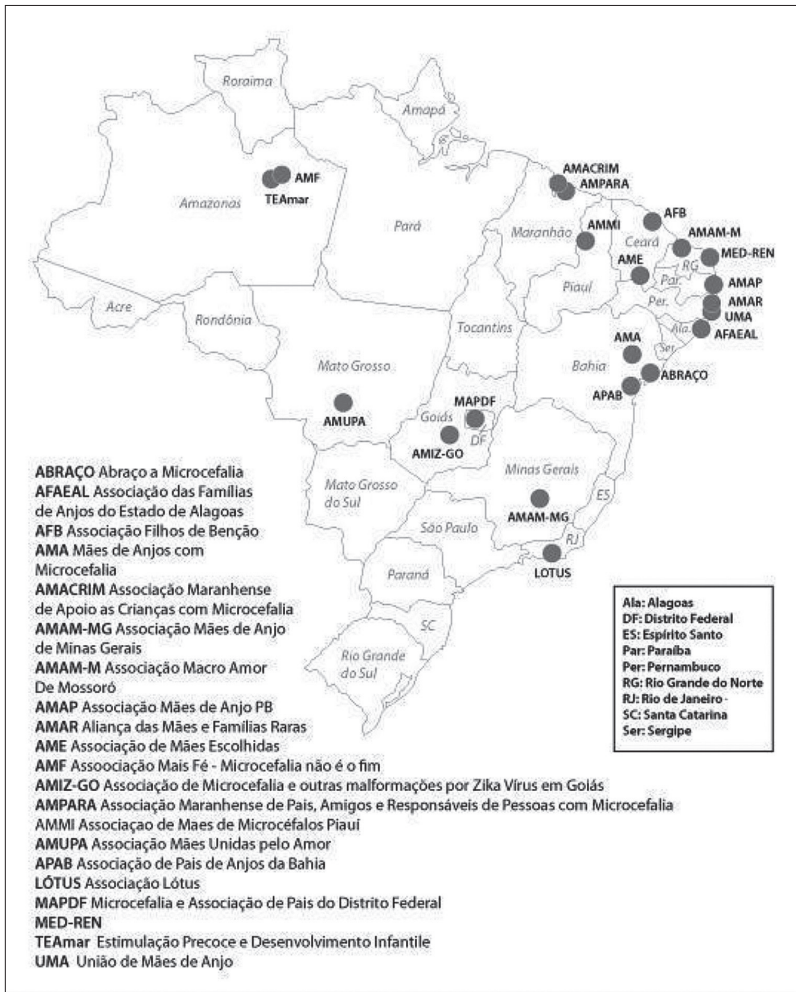 Roraima
Amapá
AMF
TEAmar
Amazonas
Pará
AMACRIM
AMPARA
AMMI
Maranhão
AFB
Ceará
AMAM-M
MED-REN
RG
AME
Par.
AMAP
Piauí
Per.
AMAR
UMA
Acre
Rondônia
Tocantins
Ala.
AFAEAL
Ser.
AMA
Bahia
Mato Grosso
ABRAÇO
APAB
MAPDF
Goiás
AMUPA
DF
AMIZ-GO
Minas Gerais
Mato Grosso
do Sul
ES
AMAM-MG
São Paulo
RJ
LOTUS
Paraná
SC
Rio Grande
do Sul
ABRAÇO Abraço a Microcefalia
AFAEAL Associação das Famílias
de Anjos do Estado de Alagoas
AFB Associação Filhos de Benção
AMA Mães de Anjos com
Microcefalia
AMACRIM Associação Maranhense
de Apoio as Crianças com Microcefalia
AMAM-MG Associação Mães de Anjo
de Minas Gerais
AMAM-M Associação Macro Amor
De Mossoró
AMAP Associação Mães de Anjo PB
AMAR Aliança das Mães e Famílias Raras
AME Associação de Mães Escolhidas
AMF Assoociação Mais Fé - Microcefalia não é o fim
AMIZ-GO Associação de Microcefalia e outras malformações por Zika Vírus em Goiás
AMPARA Associação Maranhense de Pais, Amigos e Responsáveis de Pessoas com Microcefalia
AMMI Associaçao de Maes de Microcéfalos Piauí
AMUPA Associação Mães Unidas pelo Amor
APAB Associação de Pais de Anjos da Bahia
LÓTUS Associação Lótus
MAPDF Microcefalia e Associação de Pais do Distrito Federal
MED-REN
TEAmar Estimulação Precoce e Desenvolvimento Infantile
UMA União de Mães de Anjo
Ala: Alagoas
DF: Distrito Federal
ES: Espírito Santo
Par: Paraíba
Per: Pernambuco
RG: Rio Grande do Norte
RJ: Rio de Janeiro -
SC: Santa Catarina
Ser: Sergipe